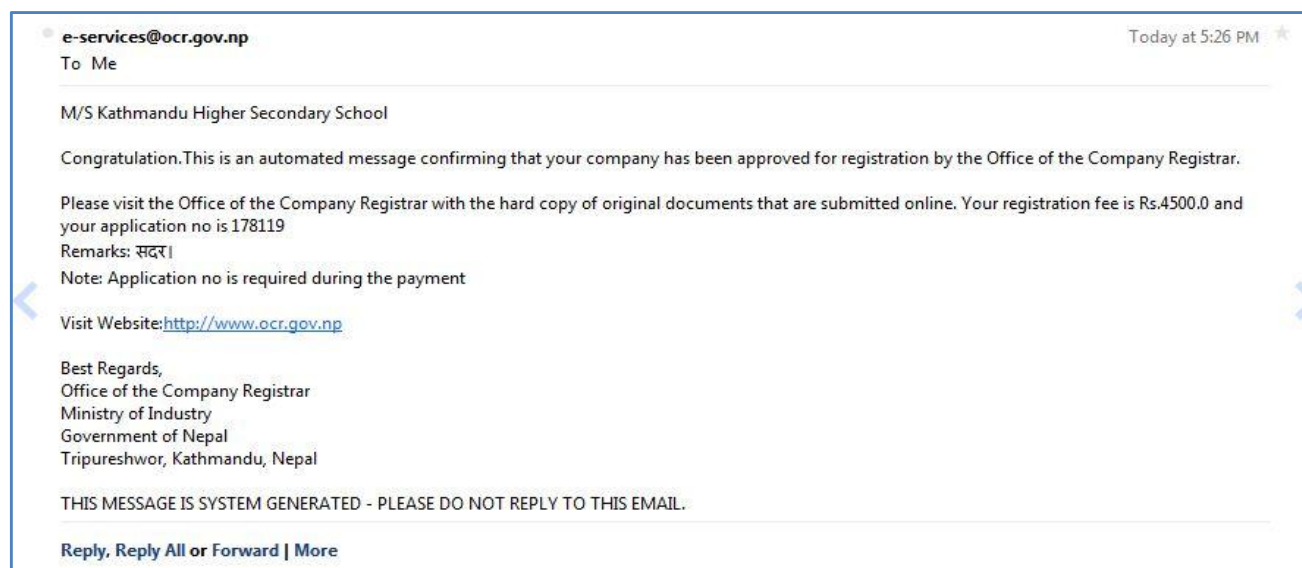 e-services@ocr.gov.np
Today at 5:26 PM
To Me
M/S Kathmandu Higher Secondary School
Congratulation.This is an automated message confirming that your company has been approved for registration by the Office of the Company Registrar.
Please visit the Office of the Company Registrar with the hard copy of original documents that are submitted online. Your registration fee is Rs.4500.0 and
your application no is 178119
Remarks: सदर।
Note: Application no is required during the payment
Visit Website:http://www.ocr.gov.np
Best Regards,
Office of the Company Registrar
Ministry of Industry
Government of Nepal
Tripureshwor, Kathmandu, Nepal
THIS MESSAGE IS SYSTEM GENERATED - PLEASE DO NOT REPLY TO THIS EMAIL.
Reply, Reply All or Forward | More